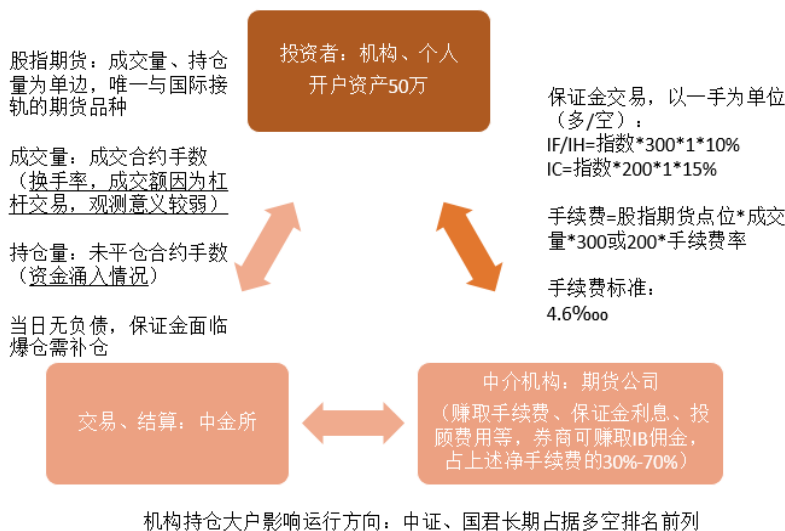 投资者：机构、个人
开户资产50万
股指期货：成交量、持仓
量为单边，唯一与国际接
轨的期货品种
成交量：成交合约手数
（换手率，成交额因为杠
杆交易，观测意义较弱）
持仓量：未平仓合约手数
（资金涌入情况）
当日无负债，保证金面临
爆仓需补仓
保证金交易，以一手为单位
（多/空）：
IF/IH=指数*300*1*10%
IC=指数*200*1*15%
手续费=股指期货点位*成交
量*300或200*手续费率
手续费标准：
4.6%ooo
交易、结算：中金所
中介机构：期货公司
（赚取手续费、保证金利息、投
顾费用等，券商可赚取IB佣金，
占上述净手续费的30%-70%）
机构持仓大户影响运行方向：中证、国君长期占据多空排名前列